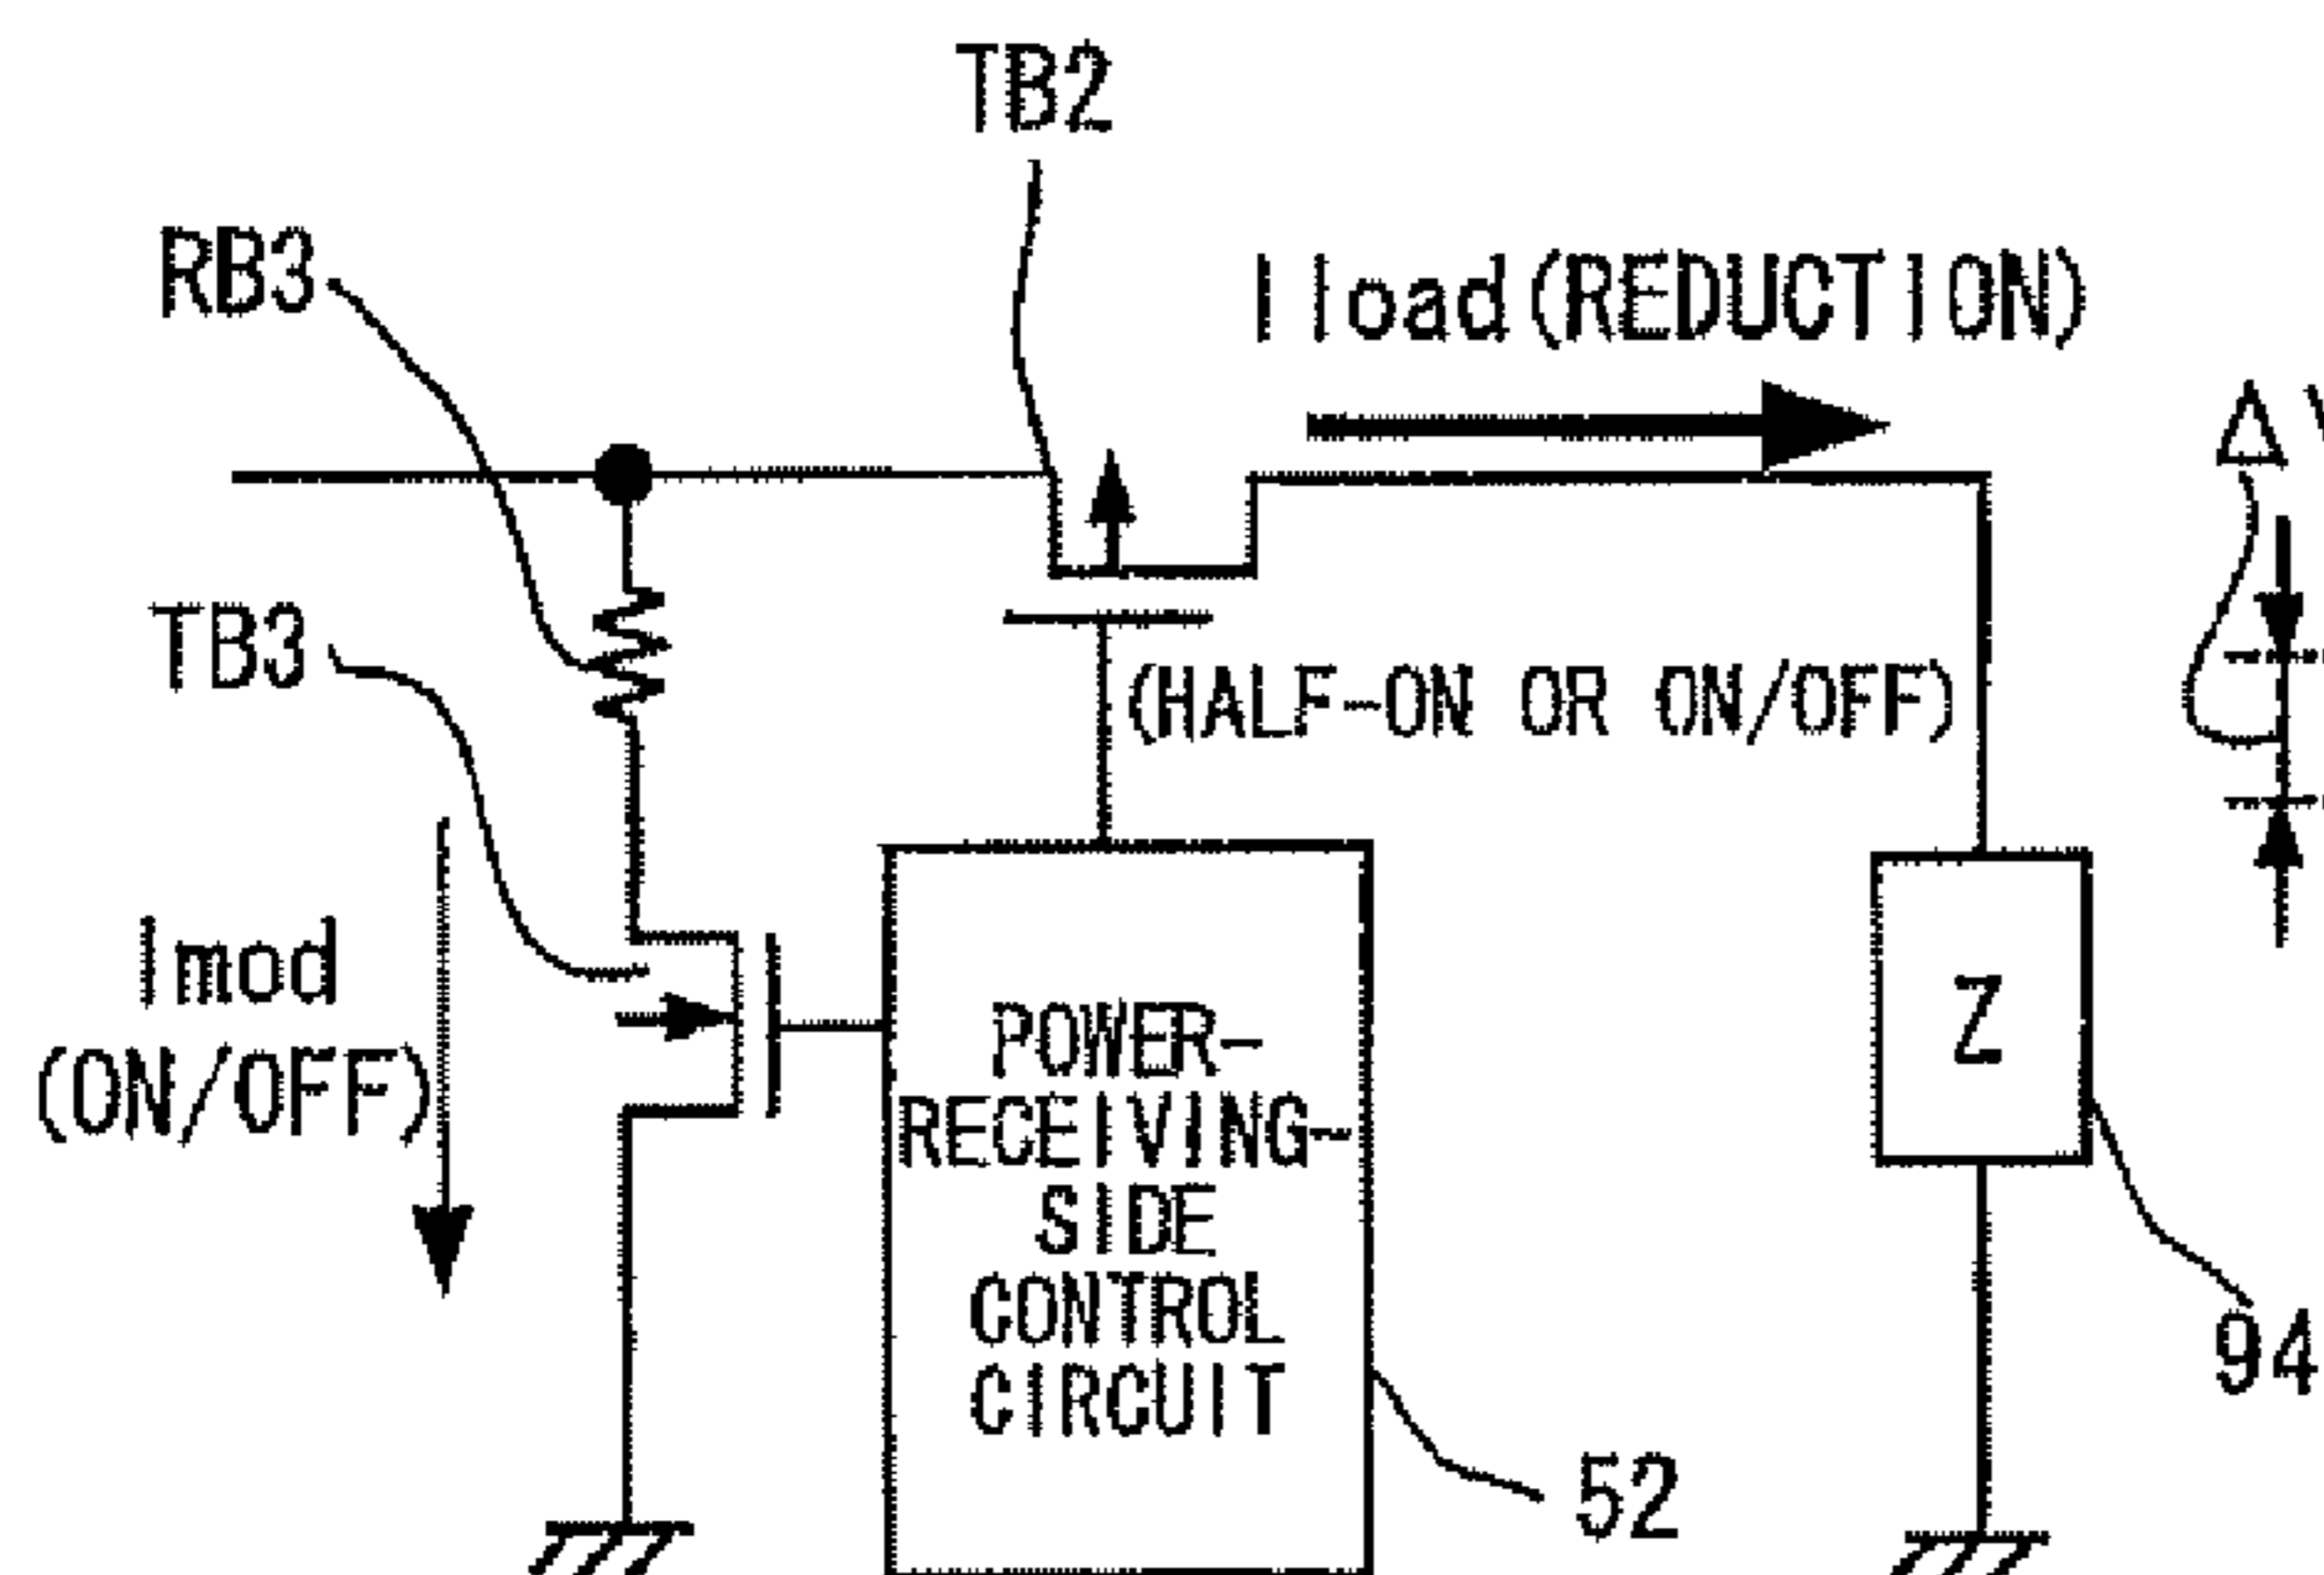 TB2
RB3
Iload(REDUCTION)
TB3
(HALF-ON OR ON/OFF)
Imod
(ON/OFF)
POWER-
RECEIVING-
SIDE
CONTROL
CIRCUIT
Z
94
52